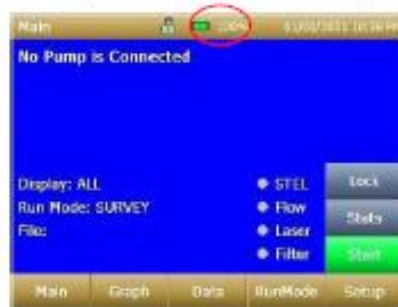 Main 100%
No Pump is Connected
Display: ALL
Run Mode: SURVEY
File:
STEL
Flow
Laser
Filter
Lock
Stats
Start
Main Graph Data RunMode Setup